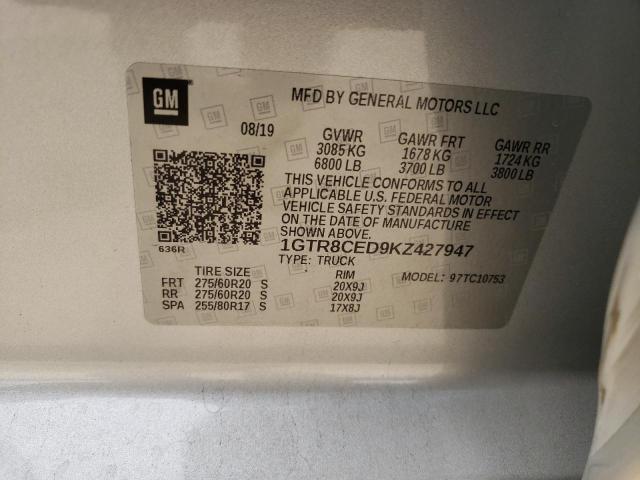 GM
MFD BY GENERAL MOTORS LLC
08/19
GVWR GAWR FRT GAWR RR
3085 KG 1678 KG 1724 KG
6800 LB 3700 LB 3800 LB
THIS VEHICLE CONFORMS TO ALL
APPLICABLE U.S. FEDERAL MOTOR
VEHICLE SAFETY STANDARDS IN EFFECT
ON THE DATE OF MANUFACTURE
SHOWN ABOVE.
636R
1GTR8CED9KZ427947
TYPE: TRUCK MODEL: 97TC10753
TIRE SIZE RIM
FRT 275/60R20 S 20X9J
RR 275/60R20 S 20X9J
SPA 255/80R17 S 17X8J